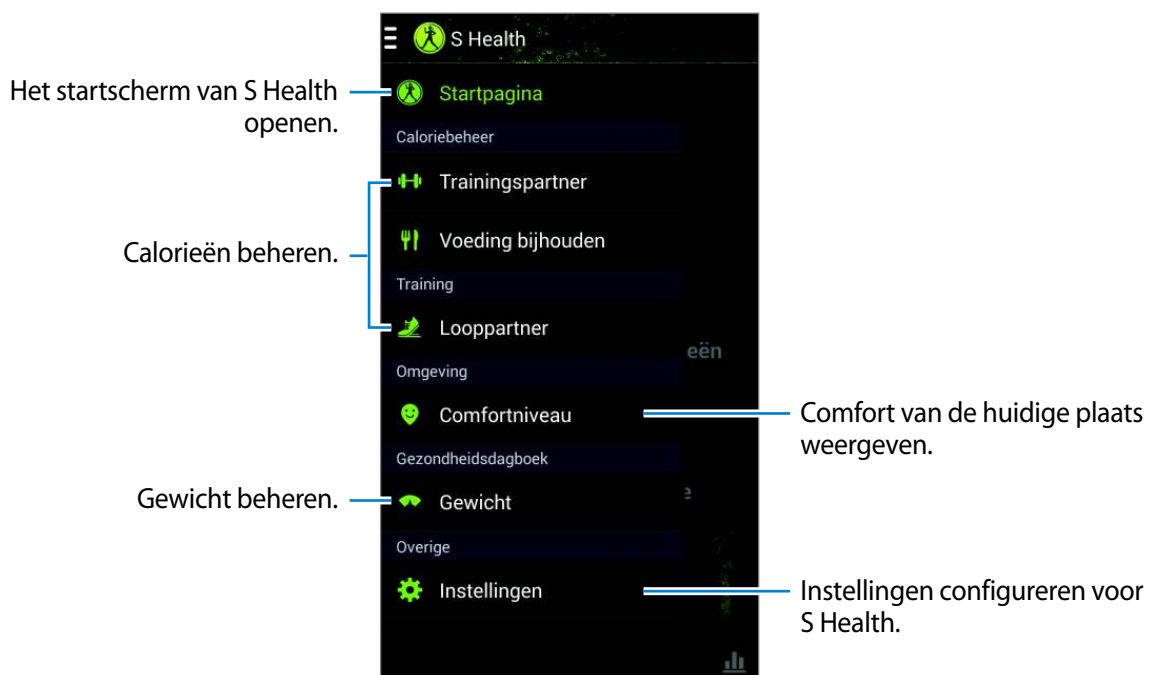 S Health
Het startscherm van S Health
openen.
Startpagina
Caloriebeheer
Trainingspartner
Calorieën beheren.
Voeding bijhouden
Training
Looppartner
eën
Omgeving
Comfortniveau
Comfort van de huidige plaats
weergeven.
Gezondheidsdagboek
Gewicht beheren.
Gewicht
e
Overige
Instellingen
Instellingen configureren voor
S Health.